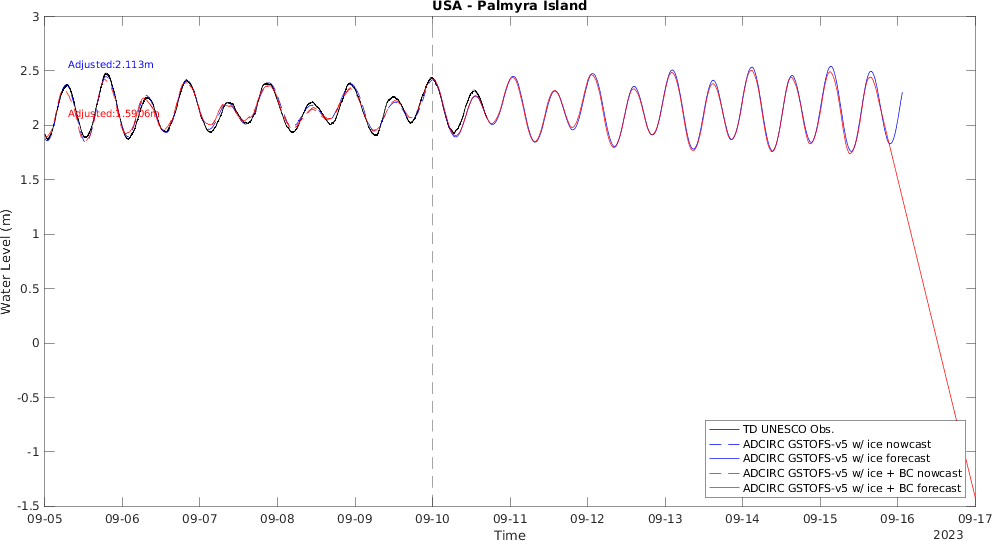 USA - Palmyra Island
3
2.5
2
1.5
1
0.5
0
-0.5
-1
-1.5
Water Level (m)
Adjusted:2.113m
Adjusted:1.5906m
TD UNESCO Obs.
ADCIRC GSTOFS-v5 w/ ice nowcast
ADCIRC GSTOFS-v5 w/ ice forecast
ADCIRC GSTOFS-v5 w/ ice + BC nowcast
ADCIRC GSTOFS-v5 w/ ice + BC forecast
09-05 09-06 09-07 09-08 09-09 09-10 09-11 09-12 09-13 09-14 09-15 09-16 09-17
Time
2023